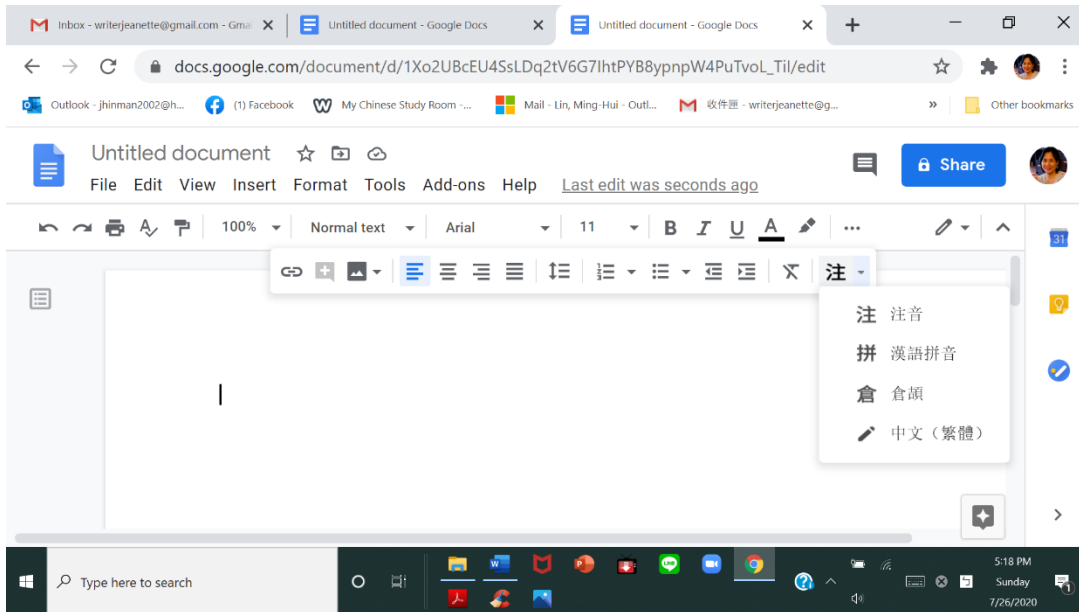 Inbox - writerjeanette@gmail.com - Gma
Untitled document - Google Docs
Untitled document - Google Docs
docs.google.com/document/d/1Xo2UBcEU4SsLDq2tV6G7IhtPYB8ypnpW4PuTvoL_Til/edit
Outlook - jhinman2002@h... (1) Facebook My Chinese Study Room -... Mail - Lin, Ming-Hui - Outl... 收件匣 - writerjeanette@g... » Other bookmarks
Untitled document
Share
File Edit View Insert Format Tools Add-ons Help Last edit was seconds ago
100% Normal text Arial 11 B I U A ...
31
注
注 注音
拼 漢語拼音
倉 倉頡
中文（繁體）
Type here to search
5:18 PM
Sunday
7/26/2020
1